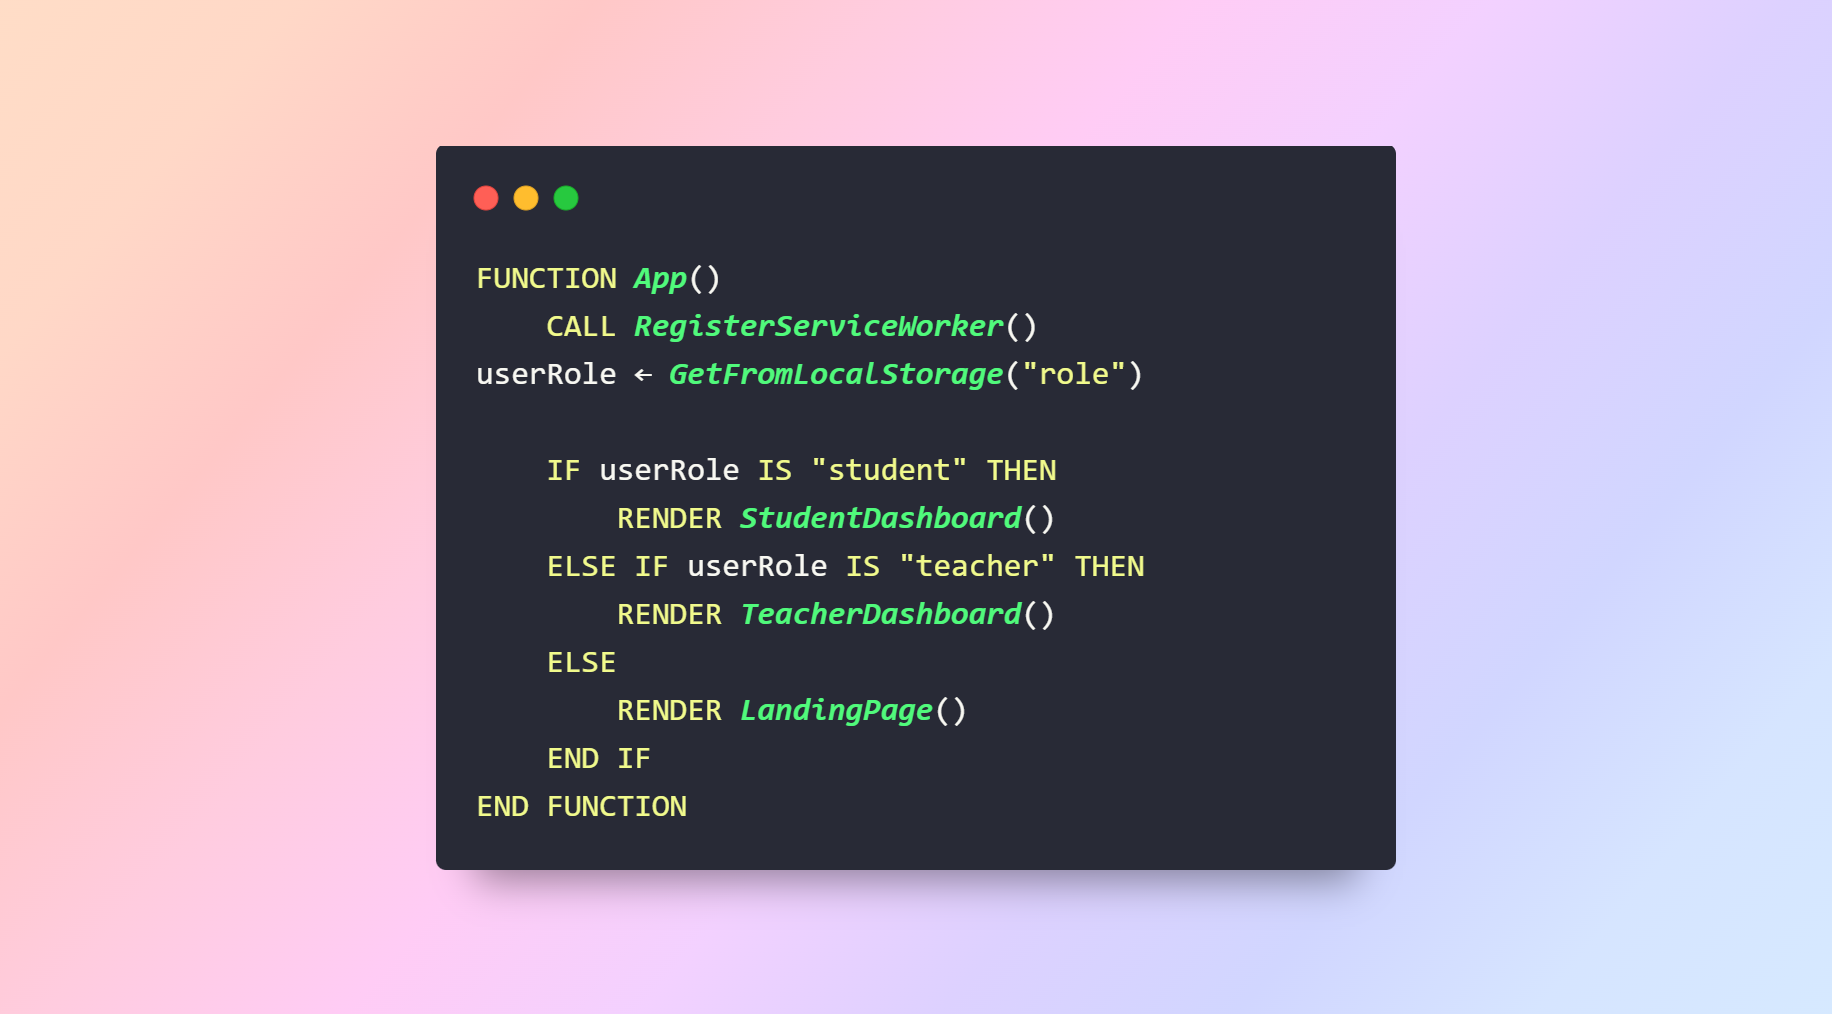 FUNCTION App()
    CALL RegisterServiceWorker()
userRole ← GetFromLocalStorage("role")

    IF userRole IS "student" THEN
        RENDER StudentDashboard()
    ELSE IF userRole IS "teacher" THEN
        RENDER TeacherDashboard()
    ELSE
        RENDER LandingPage()
    END IF
END FUNCTION